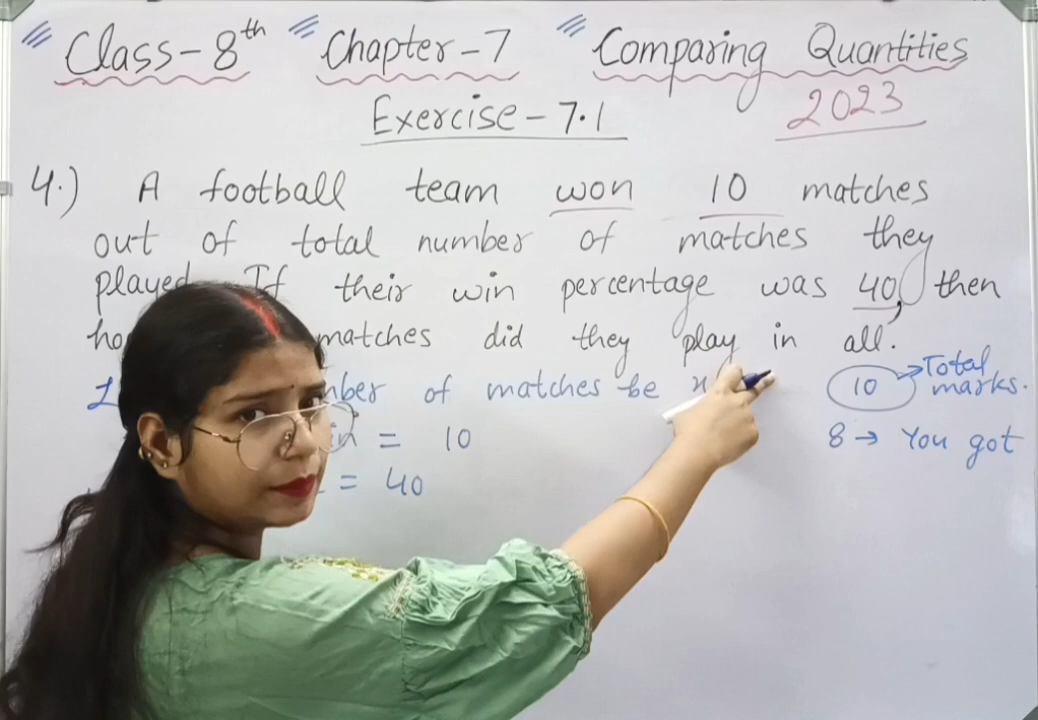 Class-8th Chapter-7 Comparing Quantities
Exercise-7.1 2023
4.) A football team won 10 matches
out of total number of matches they
played. If their win percentage was 40, then
matches did they play in all?
of matches be x
10 → Total marks.
= 10
8 → You got
= 40